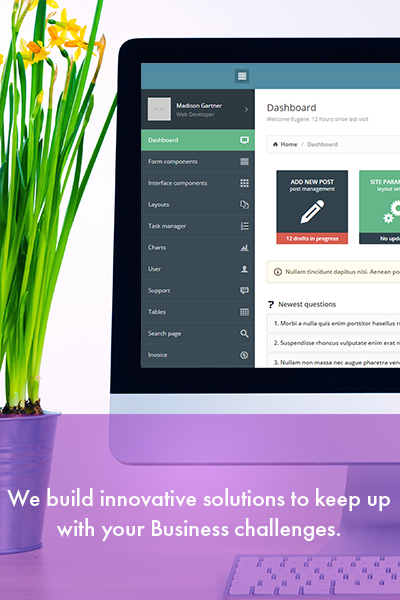 Madison Gartner
Web Developer
Dashboard
Form components
Interface components
Layouts
Task manager
Charts
User
Support
Tables
Search page
Invoice
Dashboard
Welcome Eugene. 12 hours since last visit
Home / Dashboard
ADD NEW POST
post management
12 drafts in progress
SITE PARAM
layout se
No upd
Nullam tincidunt dapibus nisi. Aenean po
? Newest questions
1. Morbi a nulla quis enim porttitor hasellus r
2. Suspendisse rhoncus vulputate enim erat
3. Nullam non massa nec augue pharetra ven
We build innovative solutions to keep up
with your Business challenges.